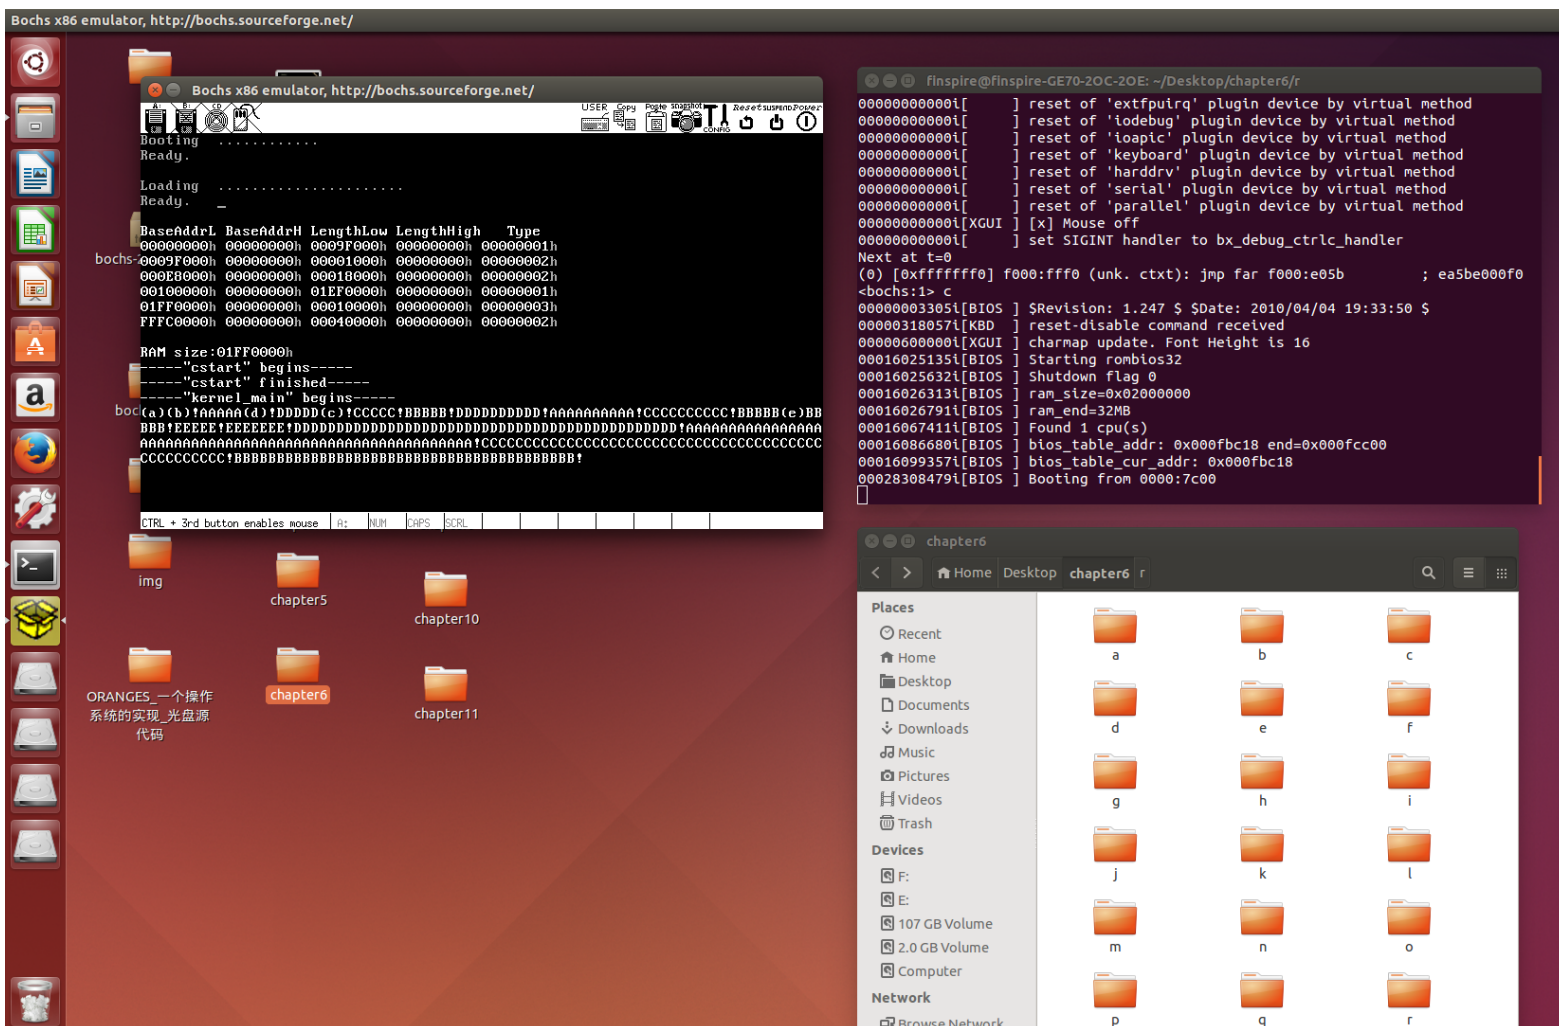 Bochs x86 emulator, http://bochs.sourceforge.net/
Bochs x86 emulator, http://bochs.sourceforge.net/
A: B: CD USER Copy Paste snapshot CONFIG Reset SUSPEND Power
Booting ............
Ready.
Loading ......................
Ready. _
BaseAddrL BaseAddrH LengthLow LengthHigh Type
00000000h 00000000h 0009F000h 00000000h 00000001h
0009F000h 00000000h 00001000h 00000000h 00000002h
000E8000h 00000000h 00018000h 00000000h 00000002h
00100000h 00000000h 01EF0000h 00000000h 00000001h
01FF0000h 00000000h 00010000h 00000000h 00000003h
FFFC0000h 00000000h 00040000h 00000000h 00000002h
RAM size:01FF0000h
-----"cstart" begins-----
-----"cstart" finished-----
-----"kernel_main" begins-----
CTRL + 3rd button enables mouse A: NUM CAPS SCRL
finspire@finspire-GE70-2OC-2OE: ~/Desktop/chapter6/r
00000000000i[ ] reset of 'extfpuirq' plugin device by virtual method
00000000000i[ ] reset of 'iodebug' plugin device by virtual method
00000000000i[ ] reset of 'ioapic' plugin device by virtual method
00000000000i[ ] reset of 'keyboard' plugin device by virtual method
00000000000i[ ] reset of 'harddrv' plugin device by virtual method
00000000000i[ ] reset of 'serial' plugin device by virtual method
00000000000i[ ] reset of 'parallel' plugin device by virtual method
00000000000i[XGUI ] [x] Mouse off
00000000000i[ ] set SIGINT handler to bx_debug_ctrlc_handler
Next at t=0
(0) [0xfffffff0] f000:fff0 (unk. ctxt): jmp far f000:e05b ; ea5be000f0
<bochs:1> c
00000003305i[BIOS ] $Revision: 1.247 $ $Date: 2010/04/04 19:33:50 $
00000318057i[KBD ] reset-disable command received
00000600000i[XGUI ] charmap update. Font Height is 16
00016025135i[BIOS ] Starting rombios32
00016025632i[BIOS ] Shutdown flag 0
00016026313i[BIOS ] ram_size=0x02000000
00016026791i[BIOS ] ram_end=32MB
00016067411i[BIOS ] Found 1 cpu(s)
00016086680i[BIOS ] bios_table_addr: 0x000fbc18 end=0x000fcc00
00016099357i[BIOS ] bios_table_cur_addr: 0x000fbc18
00028308479i[BIOS ] Booting from 0000:7c00
img
chapter5
chapter10
ORANGES_一个操作
系统的实现_光盘源
代码
chapter6
chapter11
chapter6
Home Desktop chapter6 r
Places
Recent
Home
Desktop
Documents
Downloads
Music
Pictures
Videos
Trash
Devices
F:
E:
107 GB Volume
2.0 GB Volume
Computer
Network
Browse Network
a b c
d e f
g h i
j k l
m n o
p q r